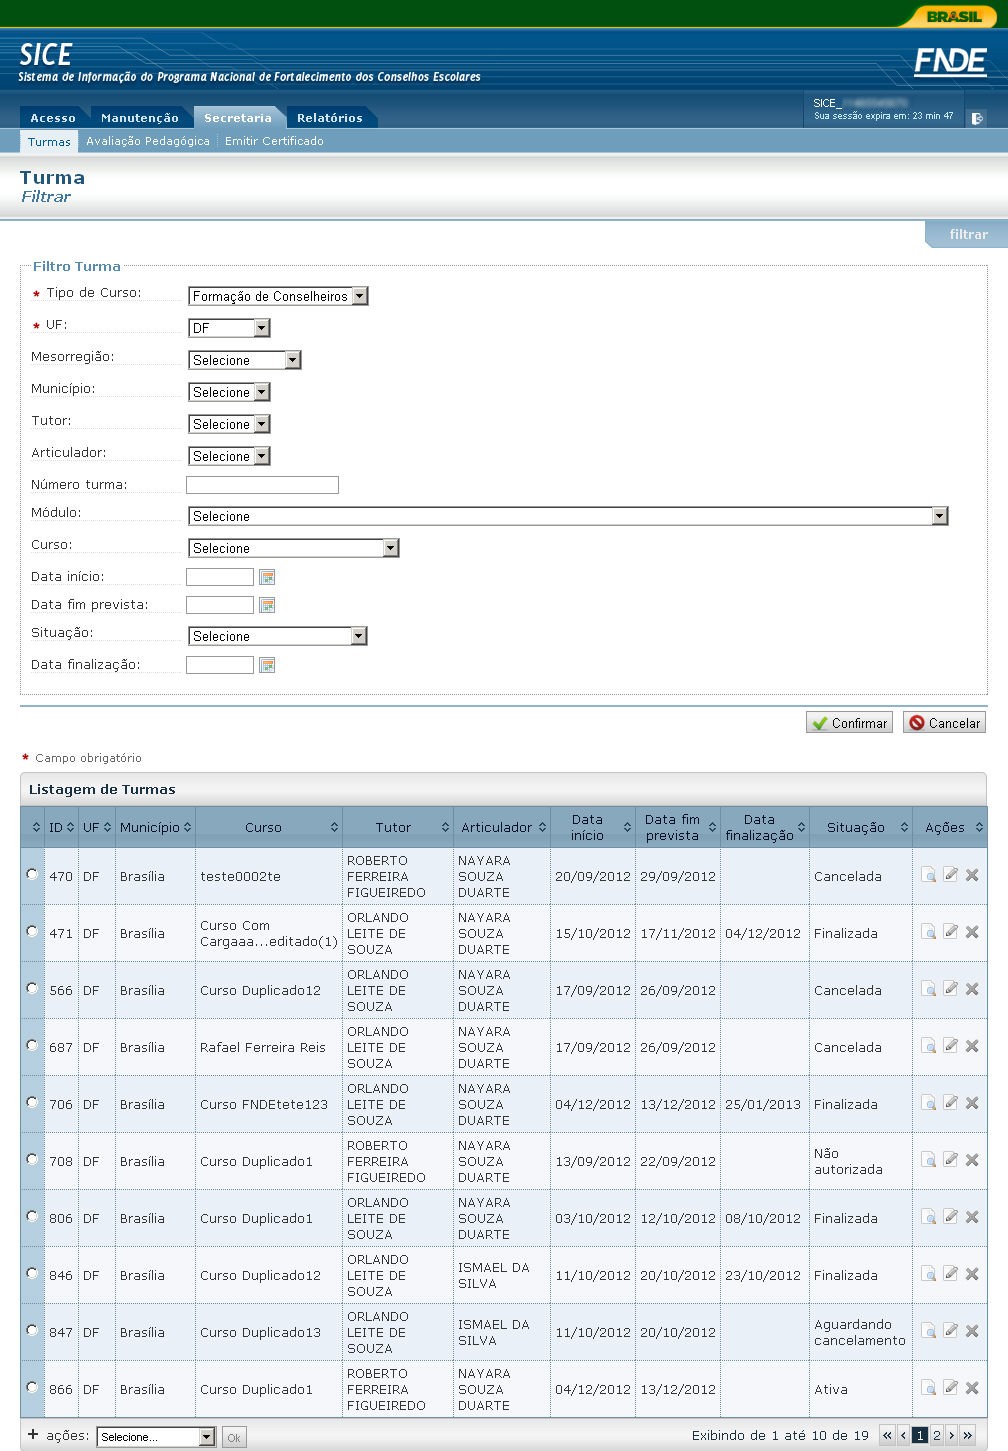 BRASIL
SICE
Sistema de Informação do Programa Nacional de Fortalecimento dos Conselhos Escolares
FNDE
SICE_
Sua sessão expira em: 23 min 47
Acesso Manutenção Secretaria Relatórios
Turmas Avaliação Pedagógica Emitir Certificado
Turma
Filtrar
filtrar
Filtro Turma
* Tipo de Curso: Formação de Conselheiros
* UF: DF
Mesorregião: Selecione
Município: Selecione
Tutor: Selecione
Articulador: Selecione
Número turma:
Módulo: Selecione
Curso: Selecione
Data início:
Data fim prevista:
Situação: Selecione
Data finalização:
Confirmar Cancelar
* Campo obrigatório
Listagem de Turmas
ID UF Município Curso Tutor Articulador Data início Data fim prevista Data finalização Situação Ações
470 DF Brasília teste0002te ROBERTO FERREIRA FIGUEIREDO NAYARA SOUZA DUARTE 20/09/2012 29/09/2012 Cancelada
471 DF Brasília Curso Com Cargaaa...editado(1) ORLANDO LEITE DE SOUZA NAYARA SOUZA DUARTE 15/10/2012 17/11/2012 04/12/2012 Finalizada
566 DF Brasília Curso Duplicado12 ORLANDO LEITE DE SOUZA NAYARA SOUZA DUARTE 17/09/2012 26/09/2012 Cancelada
687 DF Brasília Rafael Ferreira Reis ORLANDO LEITE DE SOUZA NAYARA SOUZA DUARTE 17/09/2012 26/09/2012 Cancelada
706 DF Brasília Curso FNDEtete123 ORLANDO LEITE DE SOUZA NAYARA SOUZA DUARTE 04/12/2012 13/12/2012 25/01/2013 Finalizada
708 DF Brasília Curso Duplicado1 ROBERTO FERREIRA FIGUEIREDO NAYARA SOUZA DUARTE 13/09/2012 22/09/2012 Não autorizada
806 DF Brasília Curso Duplicado1 ORLANDO LEITE DE SOUZA NAYARA SOUZA DUARTE 03/10/2012 12/10/2012 08/10/2012 Finalizada
846 DF Brasília Curso Duplicado12 ORLANDO LEITE DE SOUZA ISMAEL DA SILVA 11/10/2012 20/10/2012 23/10/2012 Finalizada
847 DF Brasília Curso Duplicado13 ORLANDO LEITE DE SOUZA ISMAEL DA SILVA 11/10/2012 20/10/2012 Aguardando cancelamento
866 DF Brasília Curso Duplicado1 ROBERTO FERREIRA FIGUEIREDO NAYARA SOUZA DUARTE 04/12/2012 13/12/2012 Ativa
+ ações: Selecione... Ok Exibindo de 1 até 10 de 19 « ‹ 1 2 › »